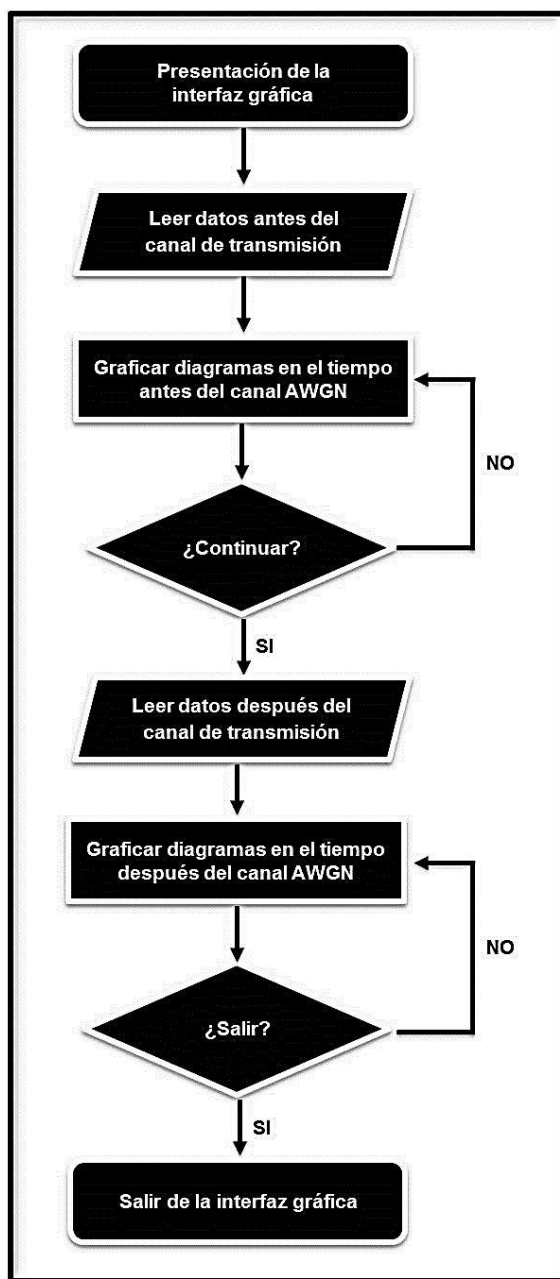 Presentación de la
interfaz gráfica
Leer datos antes del
canal de transmisión
Graficar diagramas en el tiempo
antes del canal AWGN
NO
¿Continuar?
SI
Leer datos después del
canal de transmisión
Graficar diagramas en el tiempo
después del canal AWGN
NO
¿Salir?
SI
Salir de la interfaz gráfica